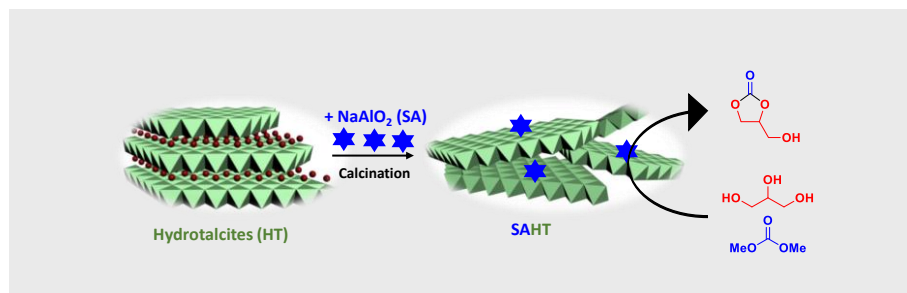 + NaAlO₂ (SA)
Calcination
Hydrotalcites (HT)
SAHT
O
O
O
OH
OH
HO
OH
O
MeO
OMe